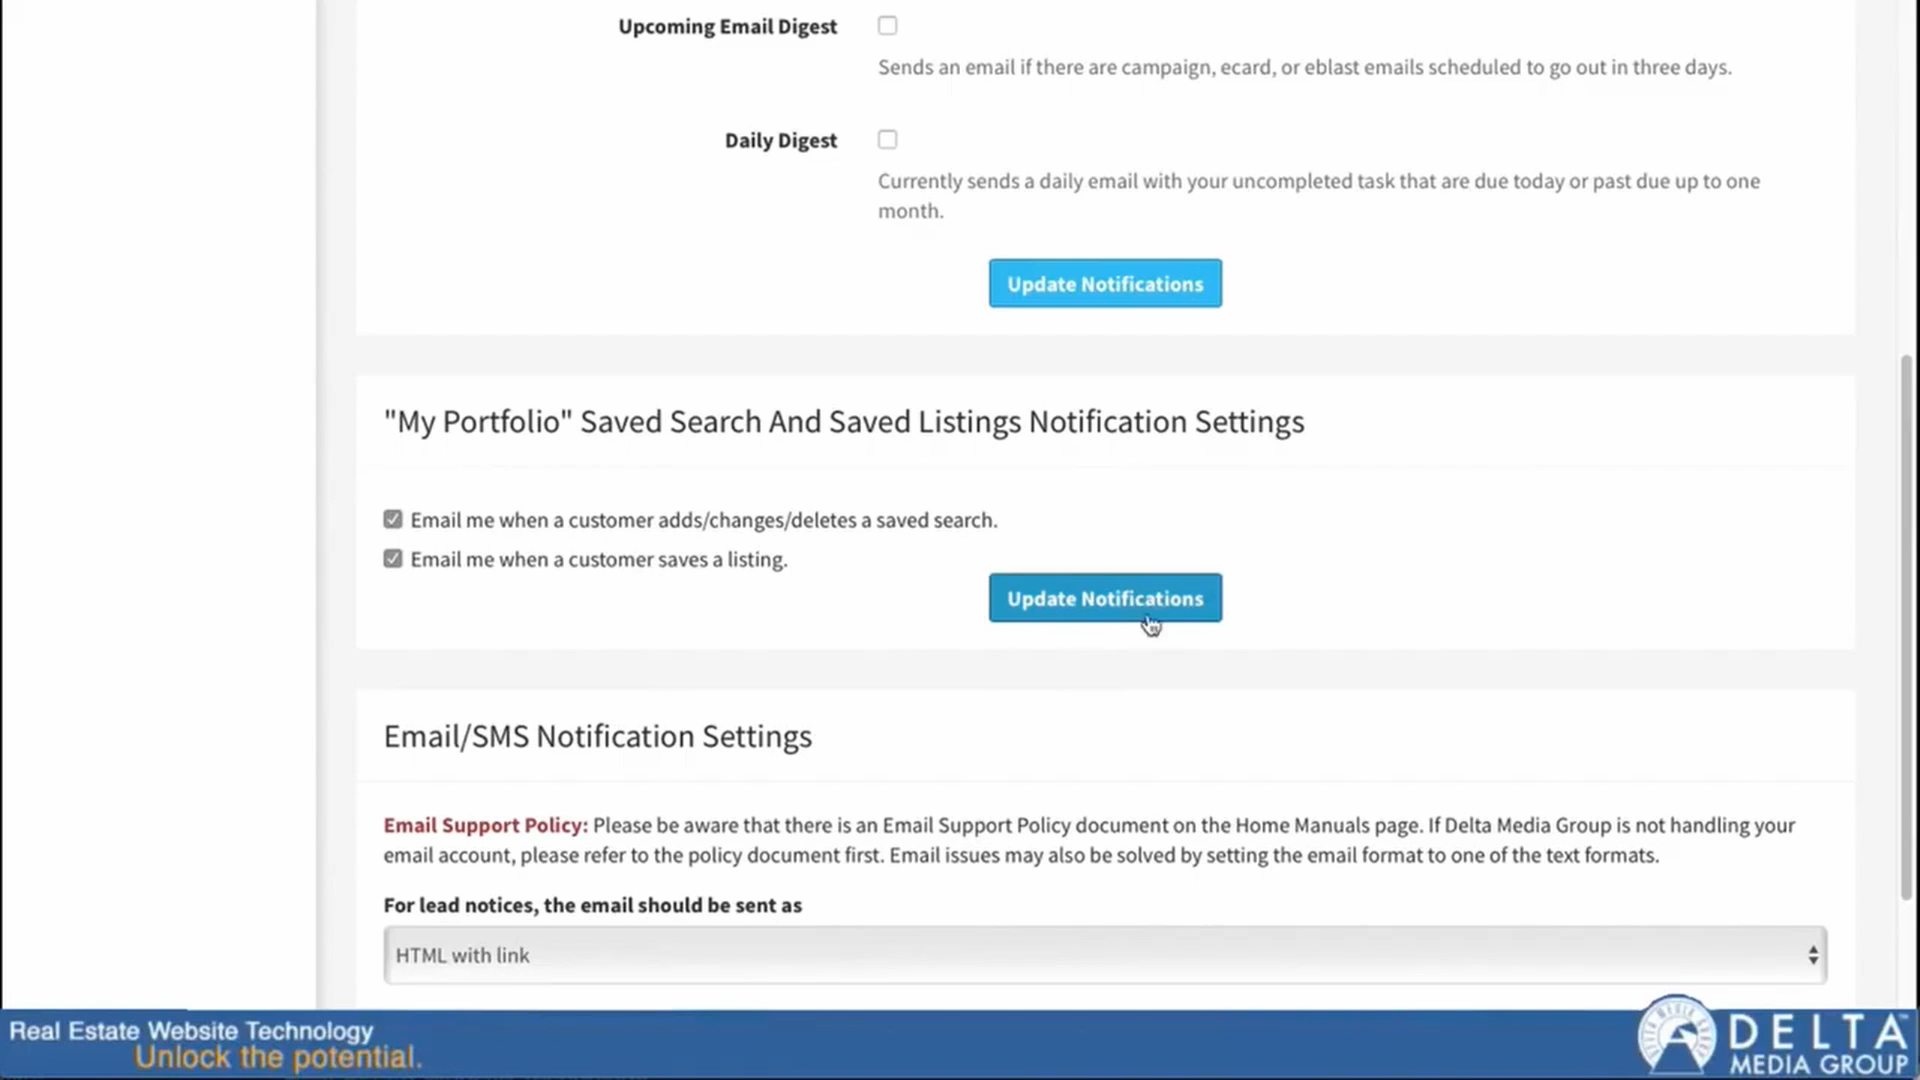 Upcoming Email Digest
Sends an email if there are campaign, ecard, or eblast emails scheduled to go out in three days.
Daily Digest
Currently sends a daily email with your uncompleted task that are due today or past due up to one
month.
Update Notifications
"My Portfolio" Saved Search And Saved Listings Notification Settings
Email me when a customer adds/changes/deletes a saved search.
Email me when a customer saves a listing.
Update Notifications
Email/SMS Notification Settings
Email Support Policy: Please be aware that there is an Email Support Policy document on the Home Manuals page. If Delta Media Group is not handling your
email account, please refer to the policy document first. Email issues may also be solved by setting the email format to one of the text formats.
For lead notices, the email should be sent as
HTML with link
Real Estate Website Technology
Unlock the potential.
DELTA
MEDIA GROUP